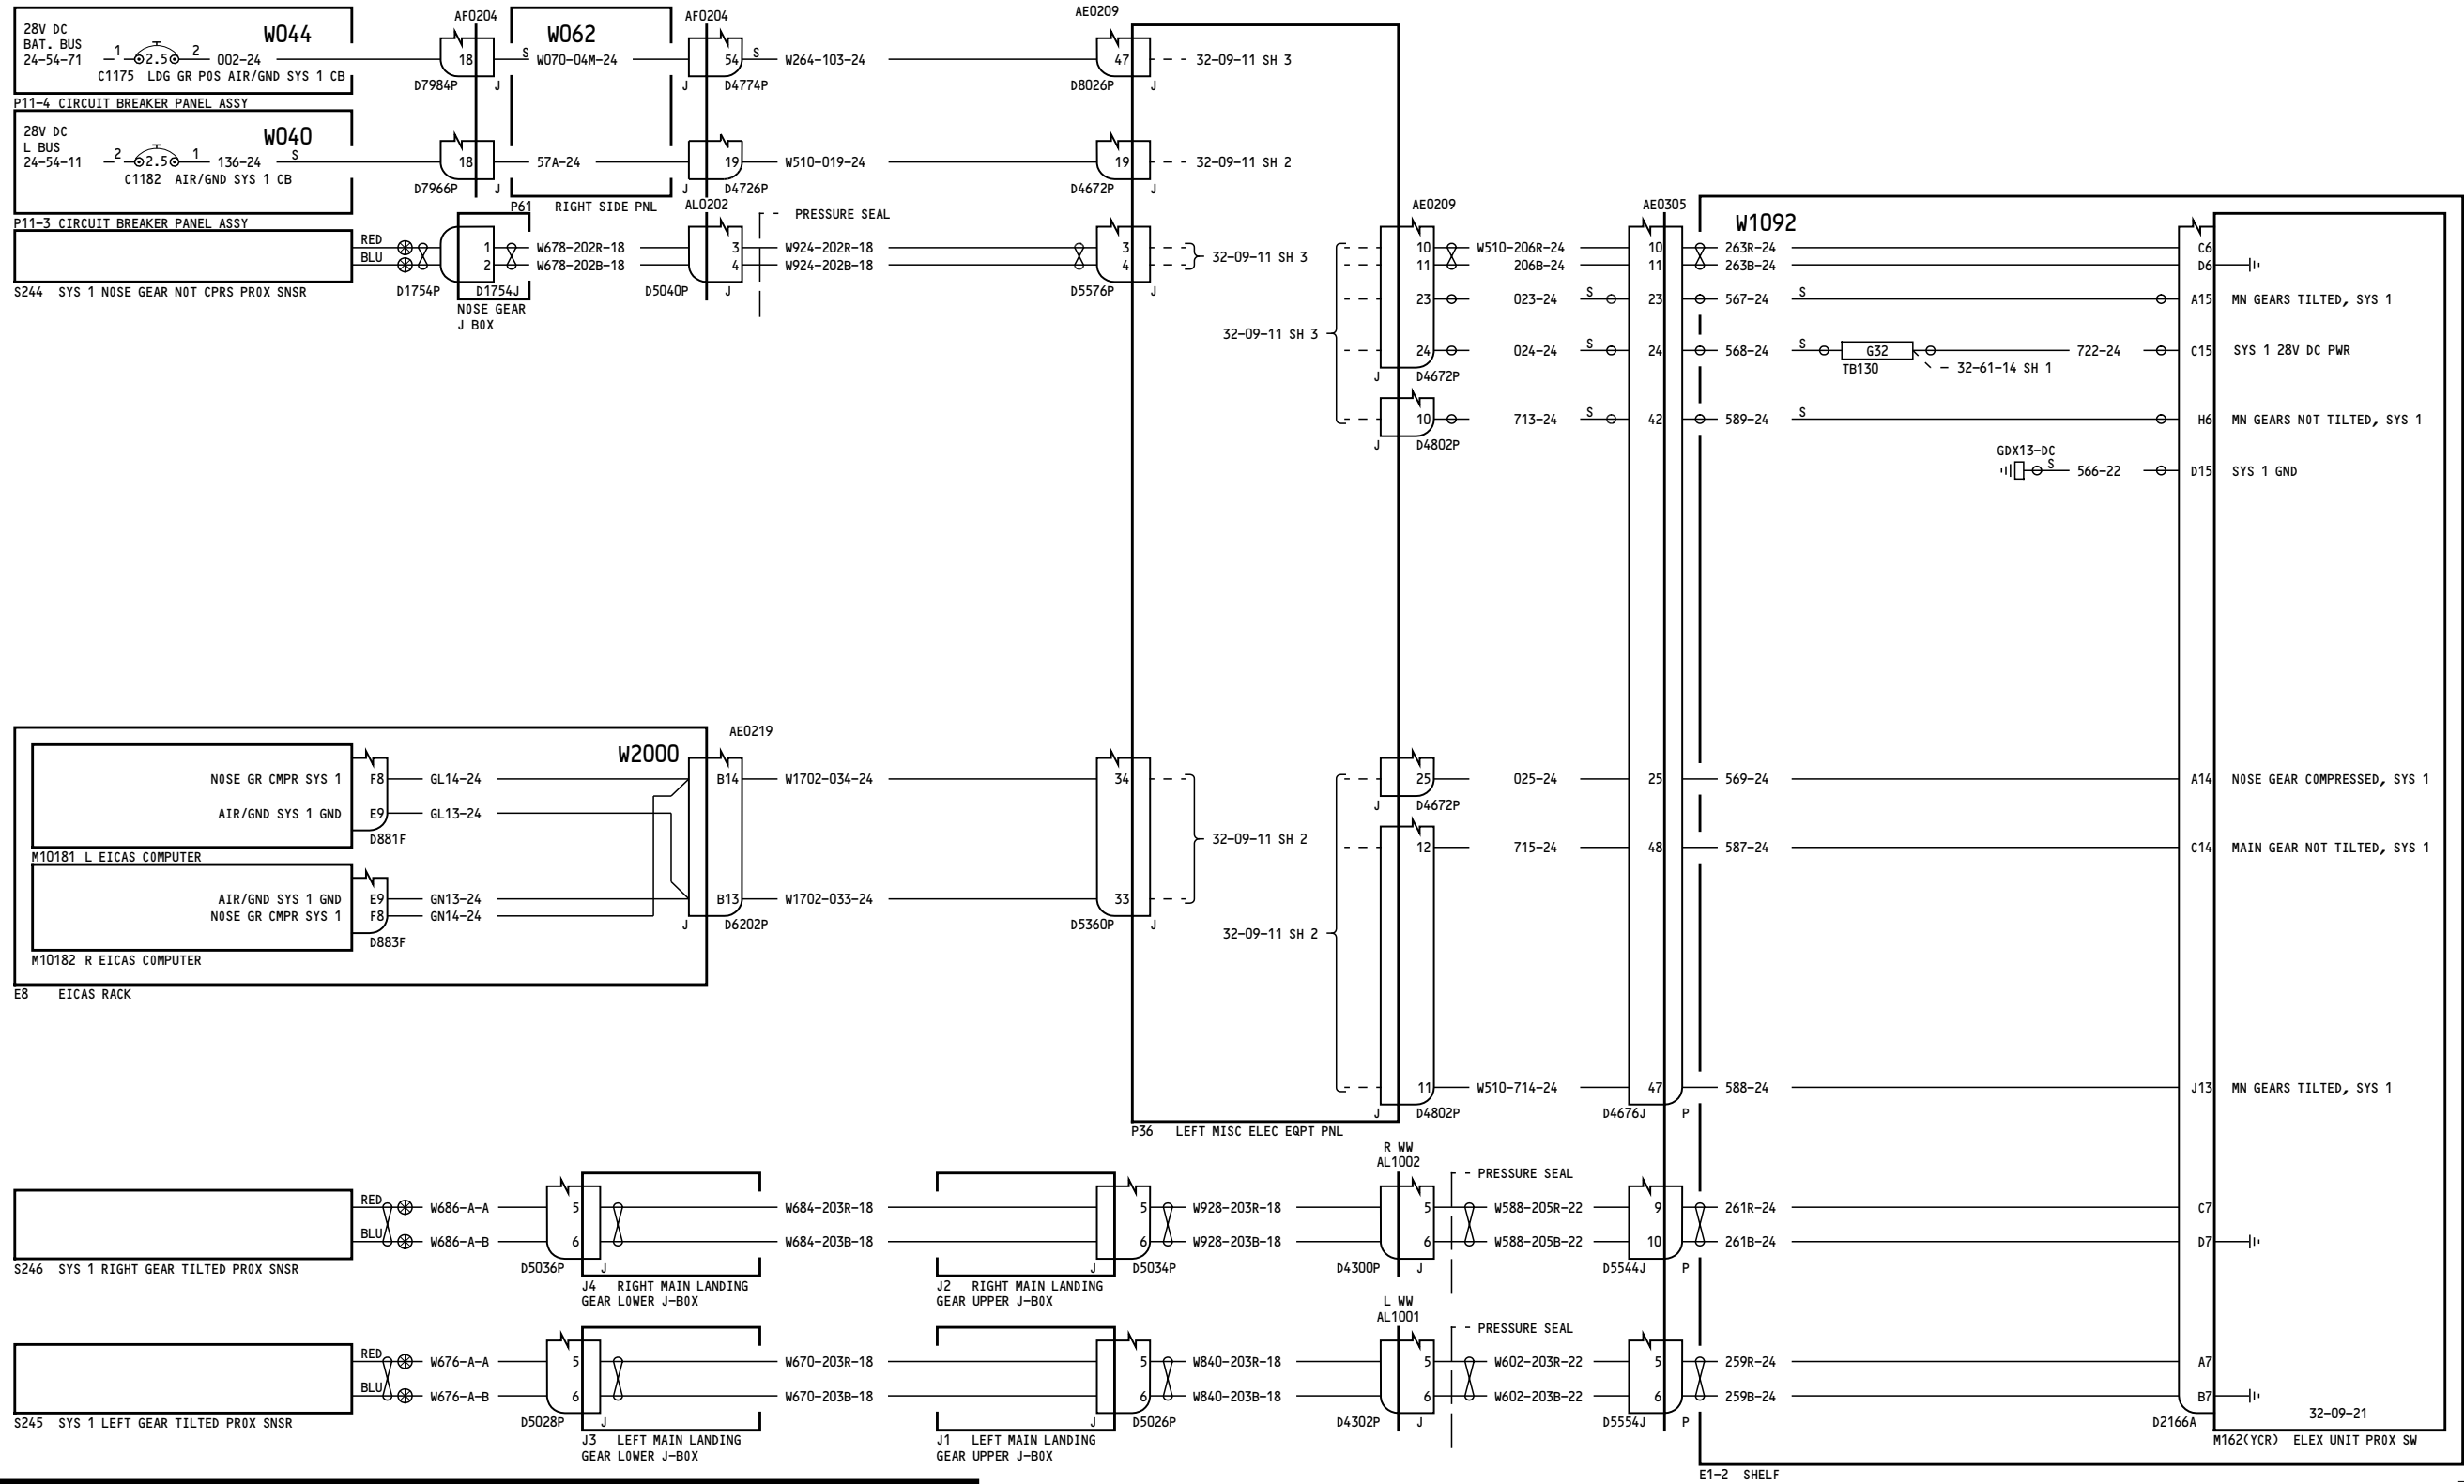 28V DC
BAT. BUS
24-54-71
1
2.5
2
002-24
W044
C1175 LDG GR POS AIR/GND SYS 1 CB
P11-4 CIRCUIT BREAKER PANEL ASSY
AF0204
18
D7984P
J
W062
S
W070-04M-24
AF0204
54
S
J
D4774P
W264-103-24
AE0209
47
D8026P
J
32-09-11 SH 3
28V DC
L BUS
24-54-11
2
2.5
1
136-24
S
W040
C1182 AIR/GND SYS 1 CB
P11-3 CIRCUIT BREAKER PANEL ASSY
18
D7966P
J
57A-24
P61 RIGHT SIDE PNL
19
J
D4726P
W510-019-24
19
D4672P
J
32-09-11 SH 2
RED
BLU
S244 SYS 1 NOSE GEAR NOT CPRS PROX SNSR
D1754P
1
2
D1754J
NOSE GEAR
J BOX
W678-202R-18
W678-202B-18
AL0202
3
4
D5040P
J
PRESSURE SEAL
W924-202R-18
W924-202B-18
3
4
D5576P
J
32-09-11 SH 3
32-09-11 SH 3
AE0209
10
11
23
24
J
D4672P
10
J
D4802P
W510-206R-24
206B-24
023-24
S
024-24
S
713-24
S
AE0305
10
11
23
24
42
W1092
263R-24
263B-24
567-24
S
568-24
S
G32
TB130
32-61-14 SH 1
722-24
589-24
S
GDX13-DC
S
566-22
C6
D6
A15 MN GEARS TILTED, SYS 1
C15 SYS 1 28V DC PWR
H6 MN GEARS NOT TILTED, SYS 1
D15 SYS 1 GND
W2000
NOSE GR CMPR SYS 1
F8
GL14-24
AIR/GND SYS 1 GND
E9
GL13-24
D881F
M10181 L EICAS COMPUTER
AIR/GND SYS 1 GND
E9
GN13-24
NOSE GR CMPR SYS 1
F8
GN14-24
D883F
M10182 R EICAS COMPUTER
E8 EICAS RACK
AE0219
B14
B13
J
D6202P
W1702-034-24
W1702-033-24
34
33
D5360P
J
32-09-11 SH 2
32-09-11 SH 2
25
J
D4672P
12
11
J
D4802P
P36 LEFT MISC ELEC EQPT PNL
025-24
715-24
W510-714-24
25
48
47
D4676J
P
569-24
587-24
588-24
A14 NOSE GEAR COMPRESSED, SYS 1
C14 MAIN GEAR NOT TILTED, SYS 1
J13 MN GEARS TILTED, SYS 1
RED
BLU
S246 SYS 1 RIGHT GEAR TILTED PROX SNSR
W686-A-A
W686-A-B
5
6
D5036P
J
J4 RIGHT MAIN LANDING
GEAR LOWER J-BOX
W684-203R-18
W684-203B-18
J2 RIGHT MAIN LANDING
GEAR UPPER J-BOX
5
6
J
D5034P
W928-203R-18
W928-203B-18
R WW
AL1002
5
6
D4300P
J
PRESSURE SEAL
W588-205R-22
W588-205B-22
9
10
D5544J
P
261R-24
261B-24
C7
D7
RED
BLU
S245 SYS 1 LEFT GEAR TILTED PROX SNSR
W676-A-A
W676-A-B
5
6
D5028P
J
J3 LEFT MAIN LANDING
GEAR LOWER J-BOX
W670-203R-18
W670-203B-18
J1 LEFT MAIN LANDING
GEAR UPPER J-BOX
5
6
J
D5026P
W840-203R-18
W840-203B-18
L WW
AL1001
5
6
D4302P
J
PRESSURE SEAL
W602-203R-22
W602-203B-22
5
6
D5554J
P
259R-24
259B-24
A7
B7
D2166A
32-09-21
M162(YCR) ELEX UNIT PROX SW
E1-2 SHELF